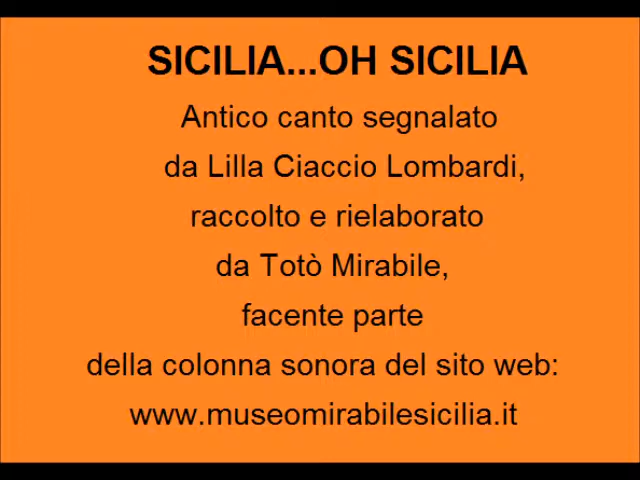 SICILIA...OH SICILIA
Antico canto segnalato
da Lilla Ciaccio Lombardi,
raccolto e rielaborato
da Totò Mirabile,
facente parte
della colonna sonora del sito web:
www.museomirabilesicilia.it